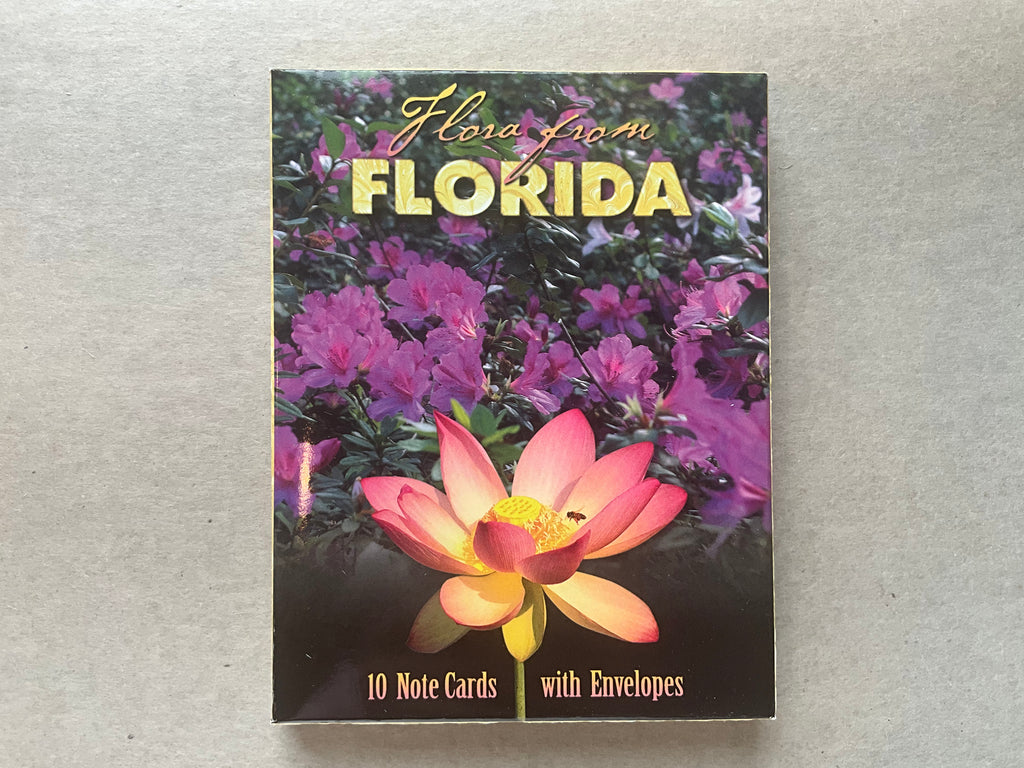 Flora from
FLORIDA
10 Note Cards with Envelopes